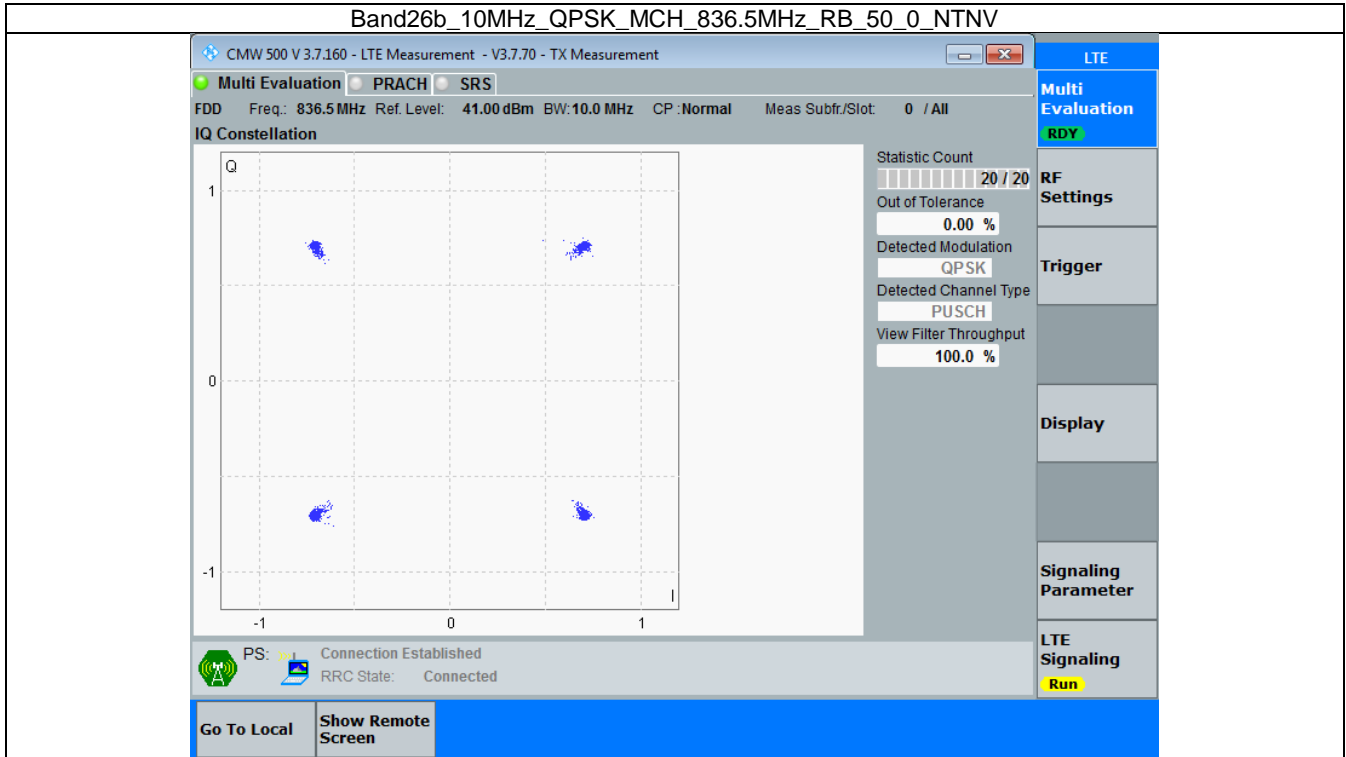 Band26b_10MHz_QPSK_MCH_836.5MHz_RB_50_0_NTNV
CMW 500 V 3.7.160 - LTE Measurement - V3.7.70 - TX Measurement
LTE
Multi Evaluation PRACH SRS
Multi
Evaluation
RDY
FDD Freq.: 836.5 MHz Ref. Level: 41.00 dBm BW: 10.0 MHz CP : Normal Meas Subfr./Slot: 0 / All
IQ Constellation
Q
1
0
-1
I
-1 0 1
Statistic Count
20 / 20
Out of Tolerance
0.00 %
Detected Modulation
QPSK
Detected Channel Type
PUSCH
View Filter Throughput
100.0 %
RF
Settings
Trigger
Display
Signaling
Parameter
LTE
Signaling
Run
PS: Connection Established
RRC State: Connected
Go To Local
Show Remote
Screen